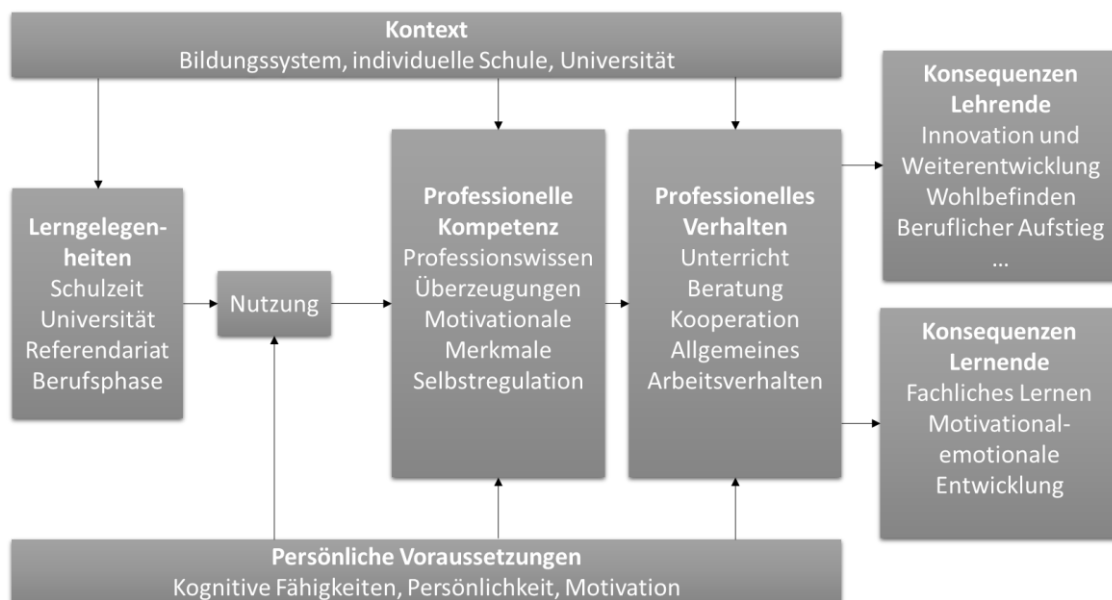 Kontext
Bildungssystem, individuelle Schule, Universität
Lerngelegen-
heiten
Schulzeit
Universität
Referendariat
Berufsphase
Nutzung
Professionelle
Kompetenz
Professionswissen
Überzeugungen
Motivationale
Merkmale
Selbstregulation
Professionelles
Verhalten
Unterricht
Beratung
Kooperation
Allgemeines
Arbeitsverhalten
Konsequenzen
Lehrende
Innovation und
Weiterentwicklung
Wohlbefinden
Beruflicher Aufstieg
...
Konsequenzen
Lernende
Fachliches Lernen
Motivational-
emotionale
Entwicklung
Persönliche Voraussetzungen
Kognitive Fähigkeiten, Persönlichkeit, Motivation